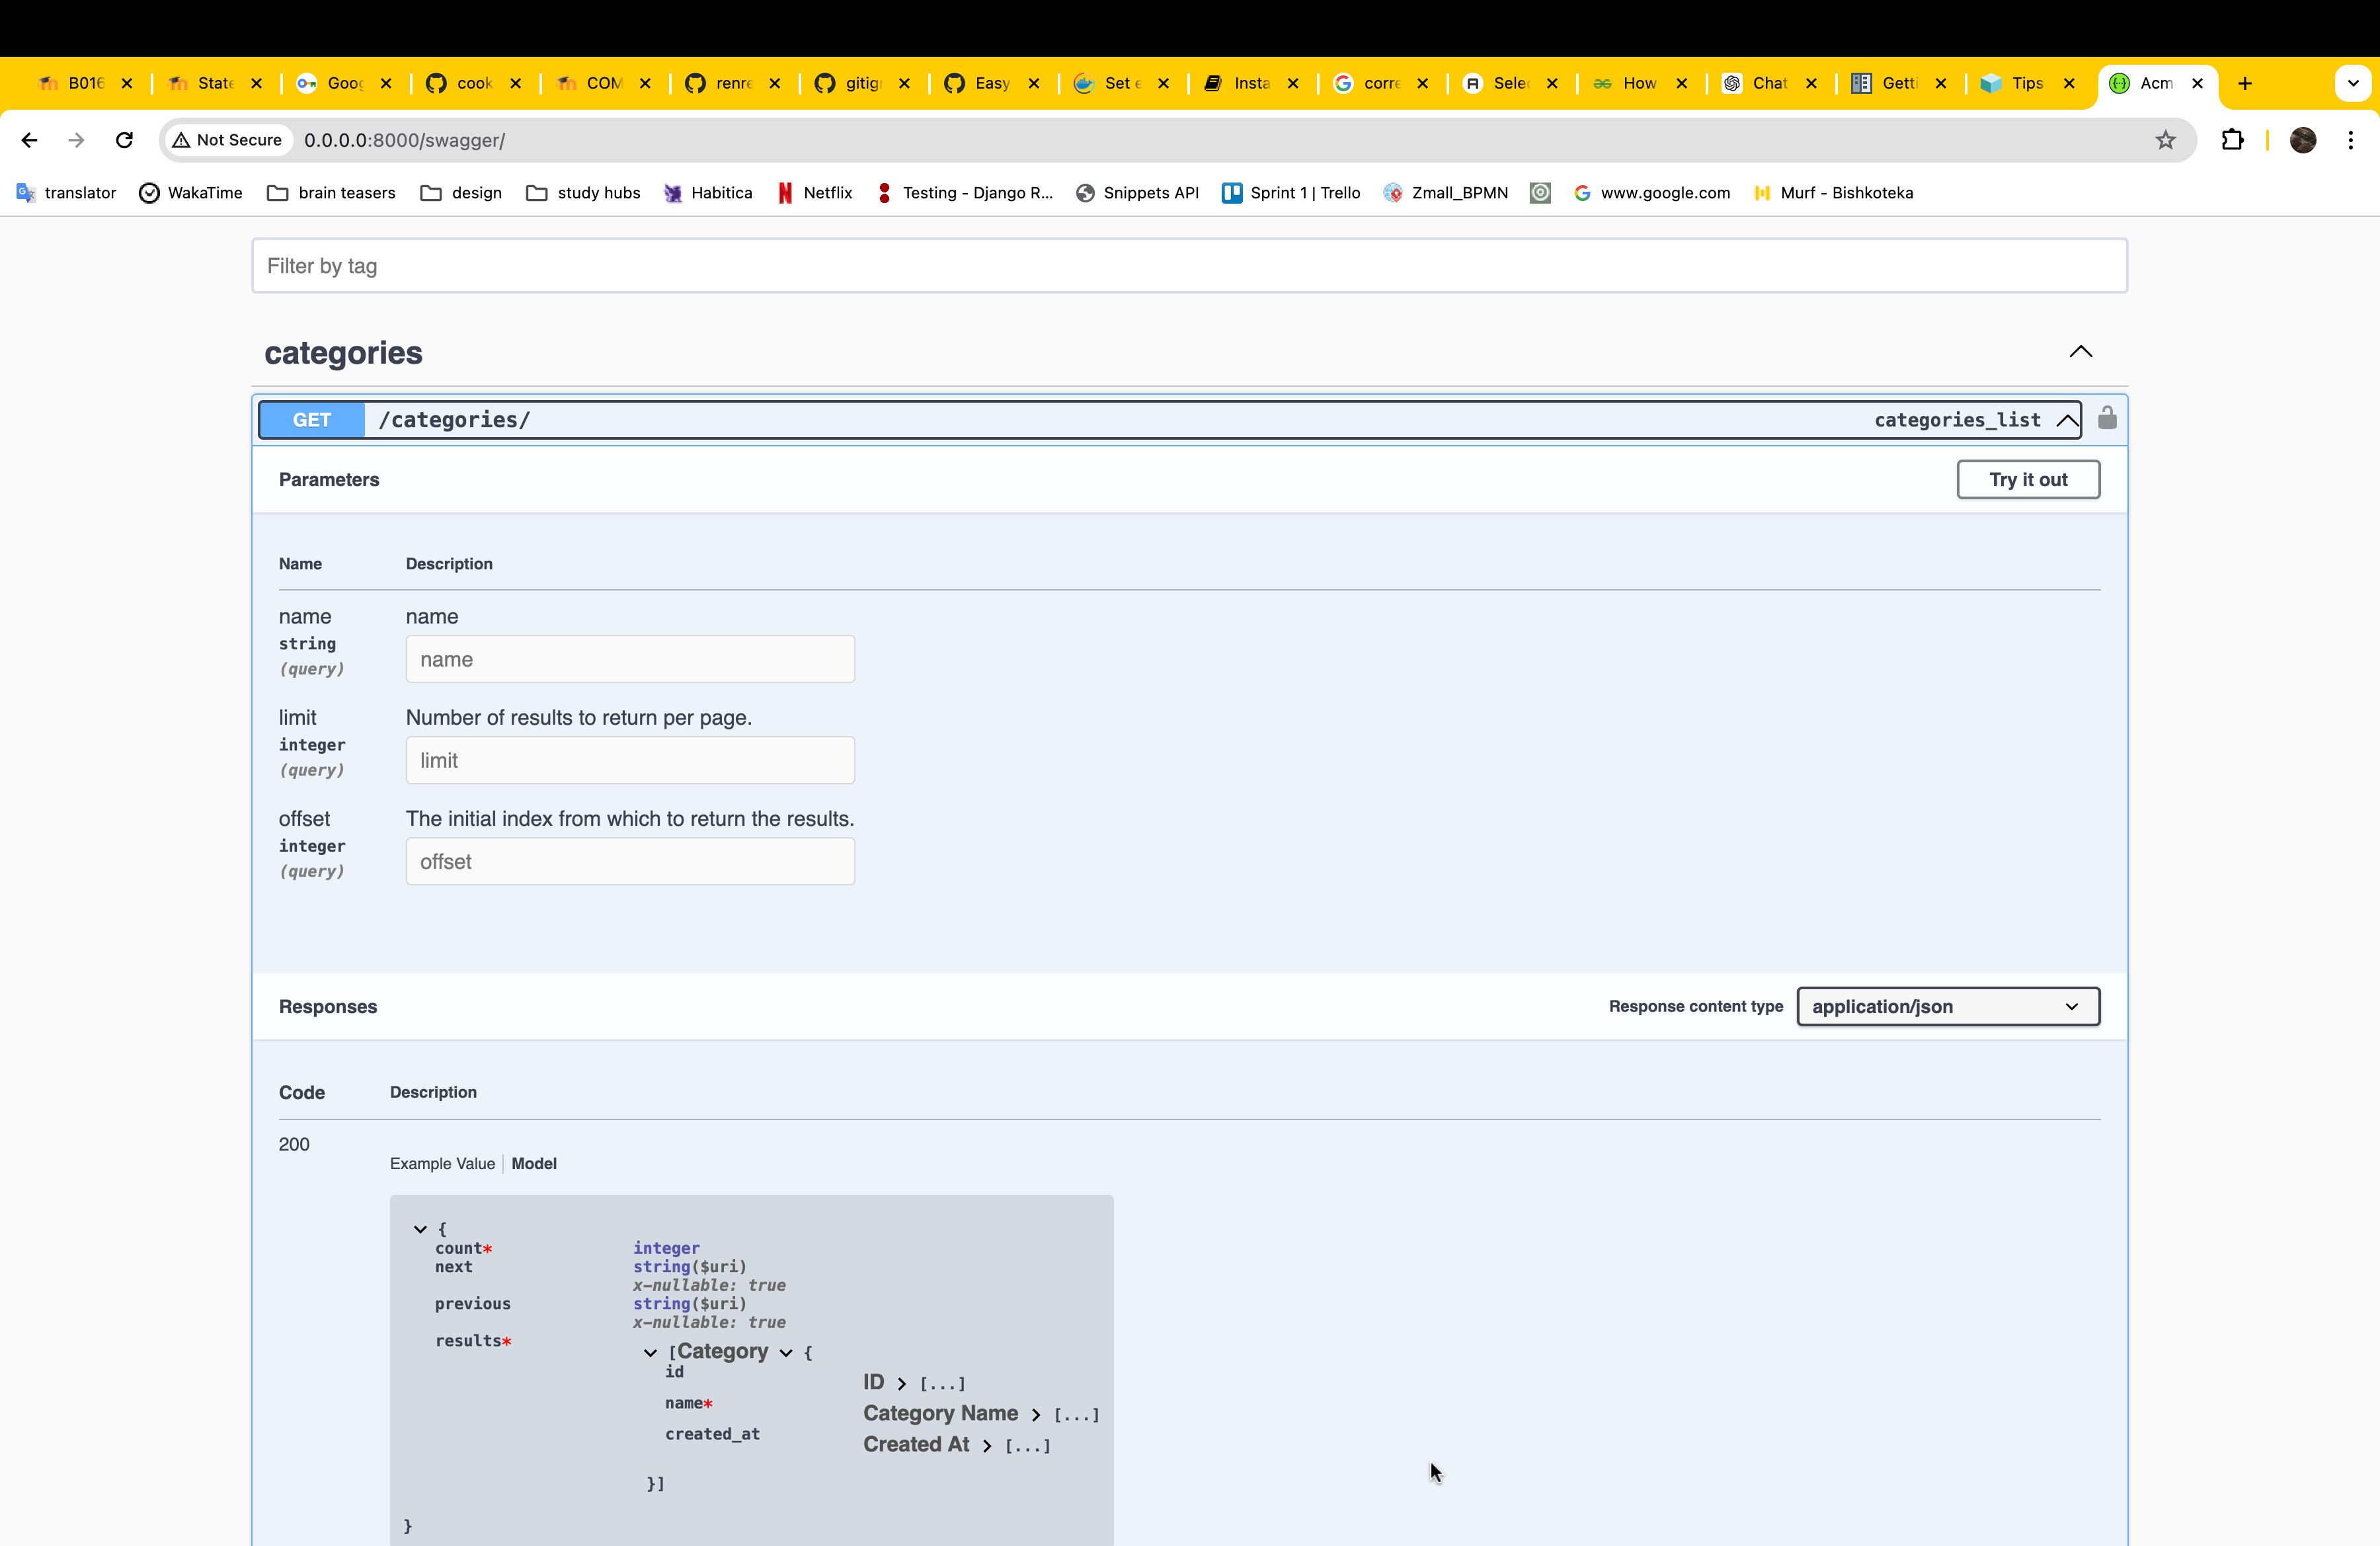 B016 State Goog cook COM renre gitig Easy Set e Insta corre Selec How Chat Getti Tips Acm
Not Secure 0.0.0.0:8000/swagger/
translator WakaTime brain teasers design study hubs Habitica Netflix Testing - Django R... Snippets API Sprint 1 | Trello Zmall_BPMN www.google.com Murf - Bishkoteka
Filter by tag
categories
GET /categories/ categories_list
Parameters Try it out
Name Description
name name
string
(query)
name
limit Number of results to return per page.
integer
(query)
limit
offset The initial index from which to return the results.
integer
(query)
offset
Responses Response content type application/json
Code Description
200
Example Value Model
{
count* integer
next string($uri)
x-nullable: true
previous string($uri)
x-nullable: true
results*
[Category {
id ID > [...]
name* Category Name > [...]
created_at Created At > [...]
}]
}